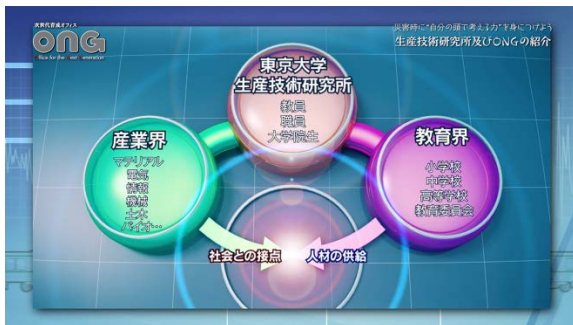 次世代育成オフィス
ONG
Office for the Next Generation
災害時に“自分の頭で考える力”を身につけよう
生産技術研究所及びONGの紹介
東京大学
生産技術研究所
教員
職員
大学院生
産業界
マテリアル
電気
情報
機械
土木
バイオ…
教育界
小学校
中学校
高等学校
教育委員会
社会との接点
人材の供給